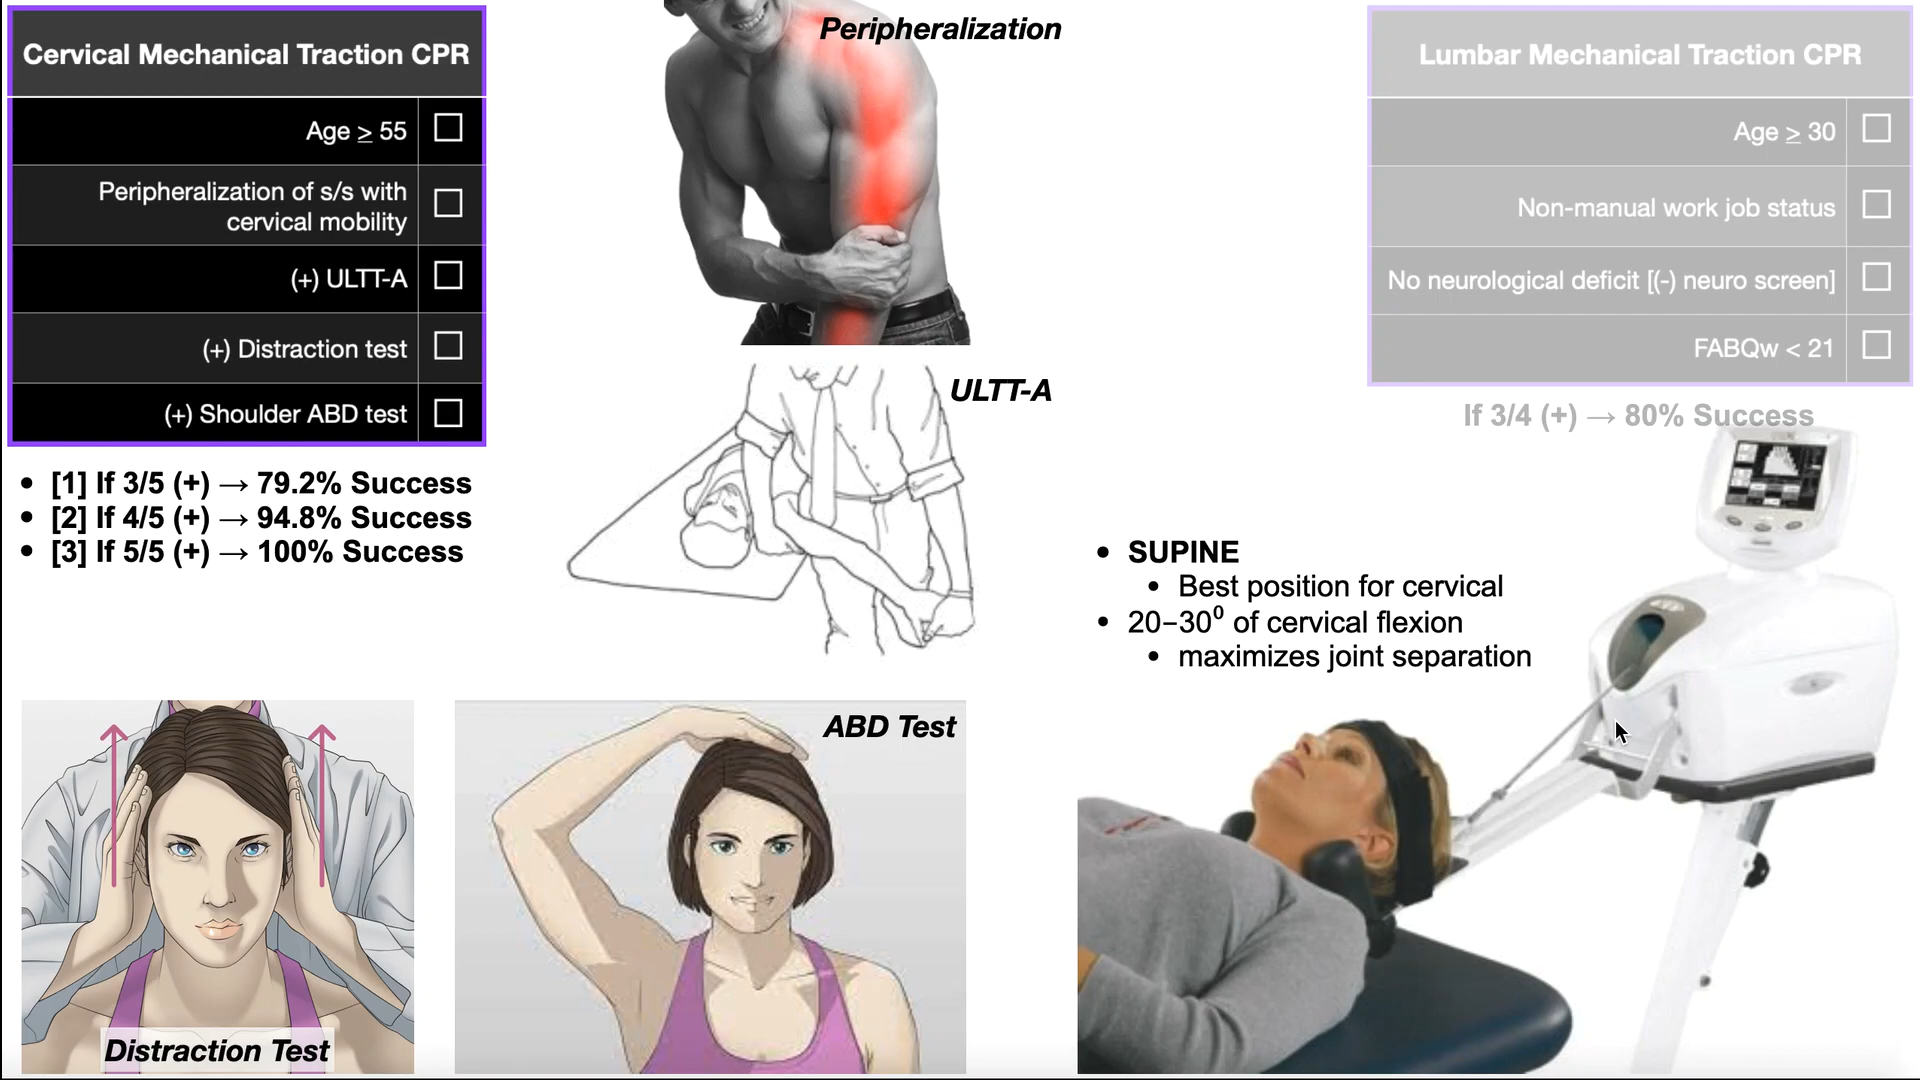 Cervical Mechanical Traction CPR
Age ≥ 55
Peripheralization of s/s with
cervical mobility
(+) ULTT-A
(+) Distraction test
(+) Shoulder ABD test
• [1] If 3/5 (+) → 79.2% Success
• [2] If 4/5 (+) → 94.8% Success
• [3] If 5/5 (+) → 100% Success
Peripheralization
ULTT-A
Lumbar Mechanical Traction CPR
Age ≥ 30
Non-manual work job status
No neurological deficit [(-) neuro screen]
FABQw < 21
If 3/4 (+) → 80% Success
• SUPINE
• Best position for cervical
• 20–30⁰ of cervical flexion
• maximizes joint separation
Distraction Test
ABD Test